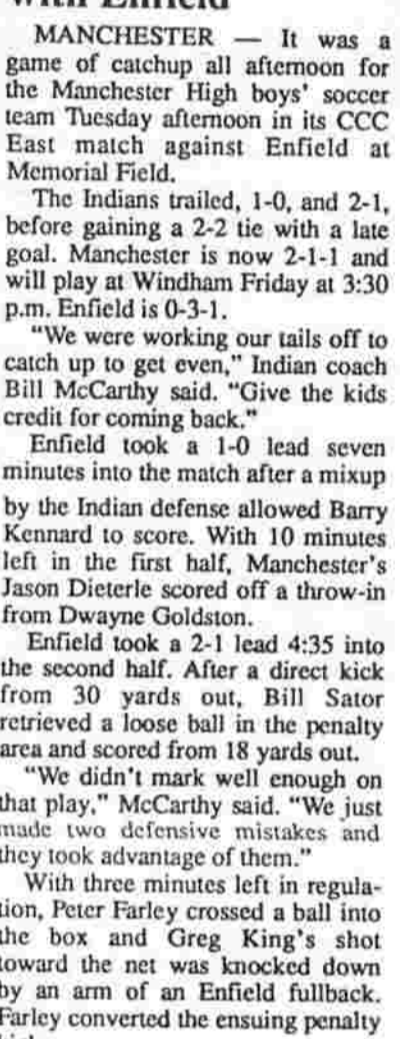 with Enfield
MANCHESTER — It was a
game of catchup all afternoon for
the Manchester High boys' soccer
team Tuesday afternoon in its CCC
East match against Enfield at
Memorial Field.
The Indians trailed, 1-0, and 2-1,
before gaining a 2-2 tie with a late
goal. Manchester is now 2-1-1 and
will play at Windham Friday at 3:30
p.m. Enfield is 0-3-1.
"We were working our tails off to
catch up to get even," Indian coach
Bill McCarthy said. "Give the kids
credit for coming back."
Enfield took a 1-0 lead seven
minutes into the match after a mixup
by the Indian defense allowed Barry
Kennard to score. With 10 minutes
left in the first half, Manchester's
Jason Dieterle scored off a throw-in
from Dwayne Goldston.
Enfield took a 2-1 lead 4:35 into
the second half. After a direct kick
from 30 yards out, Bill Sator
retrieved a loose ball in the penalty
area and scored from 18 yards out.
"We didn't mark well enough on
that play," McCarthy said. "We just
made two defensive mistakes and
they took advantage of them."
With three minutes left in regula-
tion, Peter Farley crossed a ball into
the box and Greg King's shot
toward the net was knocked down
by an arm of an Enfield fullback.
Farley converted the ensuing penalty